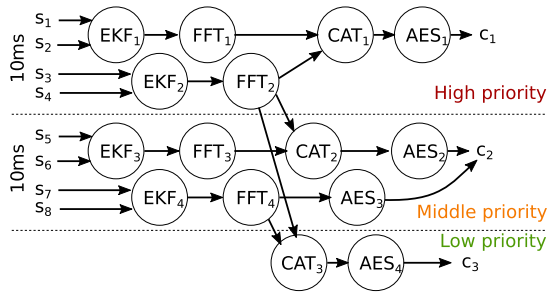 s₁
EKF₁ FFT₁ CAT₁ AES₁ c₁
s₂
10ms
s₃
EKF₂ FFT₂
s₄
High priority
s₅
EKF₃ FFT₃ CAT₂ AES₂ c₂
s₆
10ms
s₇
EKF₄ FFT₄ AES₃
s₈
Middle priority
Low priority
CAT₃ AES₄ c₃